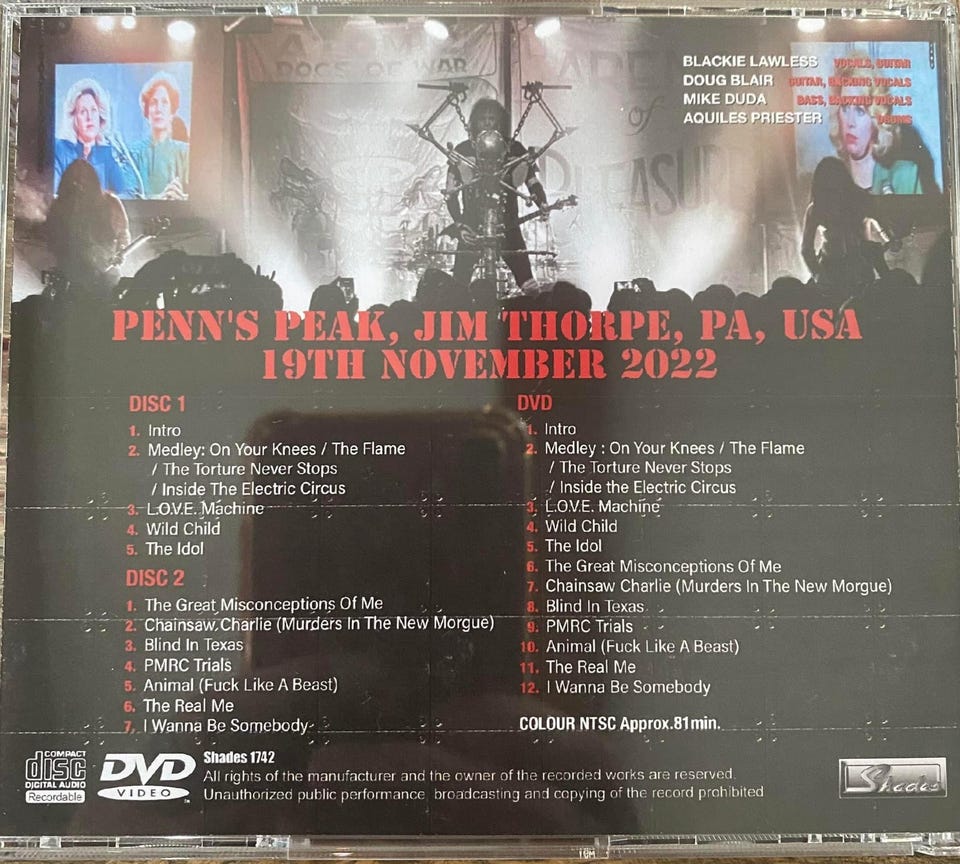 DOGS OF WAR
of
PLEASUR
BLACKIE LAWLESS VOCALS, GUITAR
DOUG BLAIR GUITAR, BACKING VOCALS
MIKE DUDA BASS, BACKING VOCALS
AQUILES PRIESTER DRUMS
PENN'S PEAK, JIM THORPE, PA, USA
19TH NOVEMBER 2022
DISC 1
1. Intro
2. Medley: On Your Knees / The Flame
/ The Torture Never Stops
/ Inside The Electric Circus
3. L.O.V.E. Machine
4. Wild Child
5. The Idol
DISC 2
1. The Great Misconceptions Of Me
2. Chainsaw Charlie (Murders In The New Morgue)
3. Blind In Texas
4. PMRC Trials
5. Animal (Fuck Like A Beast)
6. The Real Me
7. I Wanna Be Somebody
DVD
1. Intro
2. Medley : On Your Knees / The Flame
/ The Torture Never Stops
/ Inside the Electric Circus
3. L.O.V.E. Machine
4. Wild Child
5. The Idol
6. The Great Misconceptions Of Me
7. Chainsaw Charlie (Murders In The New Morgue)
8. Blind In Texas
9. PMRC Trials
10. Animal (Fuck Like A Beast)
11. The Real Me
12. I Wanna Be Somebody
COLOUR NTSC Approx.81min.
COMPACT
disc
DIGITAL AUDIO
Recordable
DVD
VIDEO
Shades 1742
All rights of the manufacturer and the owner of the recorded works are reserved.
Unauthorized public performance broadcasting and copying of the record prohibited
Shades